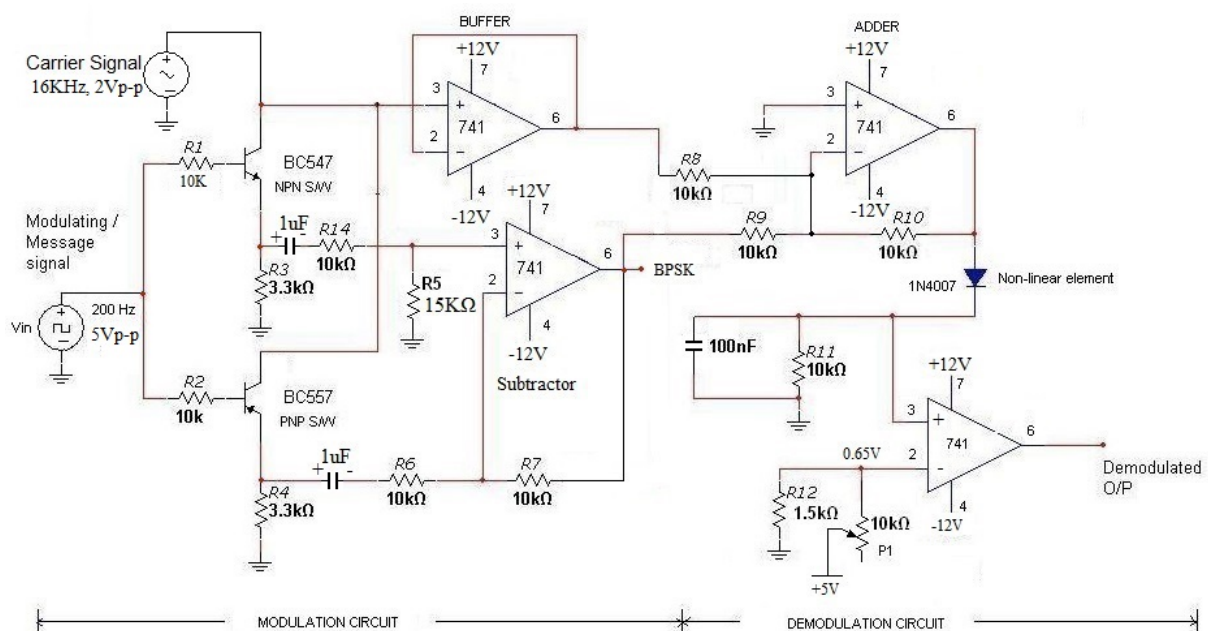 BUFFER
ADDER
Carrier Signal
16KHz, 2Vp-p
+12V
7
3
+
741
6
2
−
4
-12V
+12V
7
3
+
741
6
2
−
4
-12V
R1
10K
BC547
NPN S/W
R8
10kΩ
Modulating /
Message
signal
1uF
+
-
R14
10kΩ
+12V
7
3
+
741
6
2
−
4
-12V
BPSK
R9
10kΩ
R10
10kΩ
R3
3.3kΩ
R5
15KΩ
1N4007
Non-linear element
Vin
200 Hz
5Vp-p
Subtractor
100nF
R11
10kΩ
R2
10k
BC557
PNP S/W
+12V
7
3
+
741
6
2
−
4
-12V
0.65V
Demodulated
O/P
1uF
+
-
R6
10kΩ
R7
10kΩ
R4
3.3kΩ
R12
1.5kΩ
10kΩ
P1
+5V
MODULATION CIRCUIT
DEMODULATION CIRCUIT